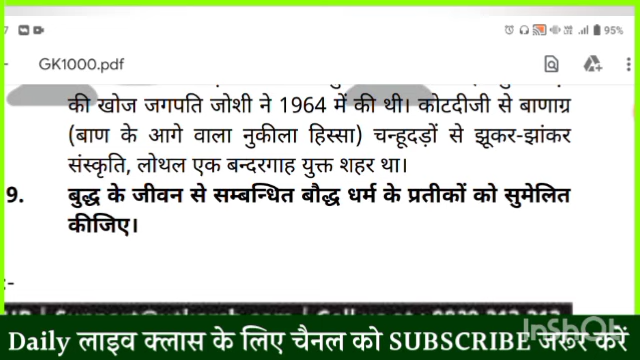 95%
GK1000.pdf
की खोज जगपति जोशी ने 1964 में की थी। कोटदीजी से बाणाग्र
(बाण के आगे वाला नुकीला हिस्सा) चन्हूदड़ों से झूकर-झांकर
संस्कृति, लोथल एक बन्दरगाह युक्त शहर था।
9. बुद्ध के जीवन से सम्बन्धित बौद्ध धर्म के प्रतीकों को सुमेलित
कीजिए।
:-
InShOt
Daily लाइव क्लास के लिए चैनल को SUBSCRIBE जरूर करें